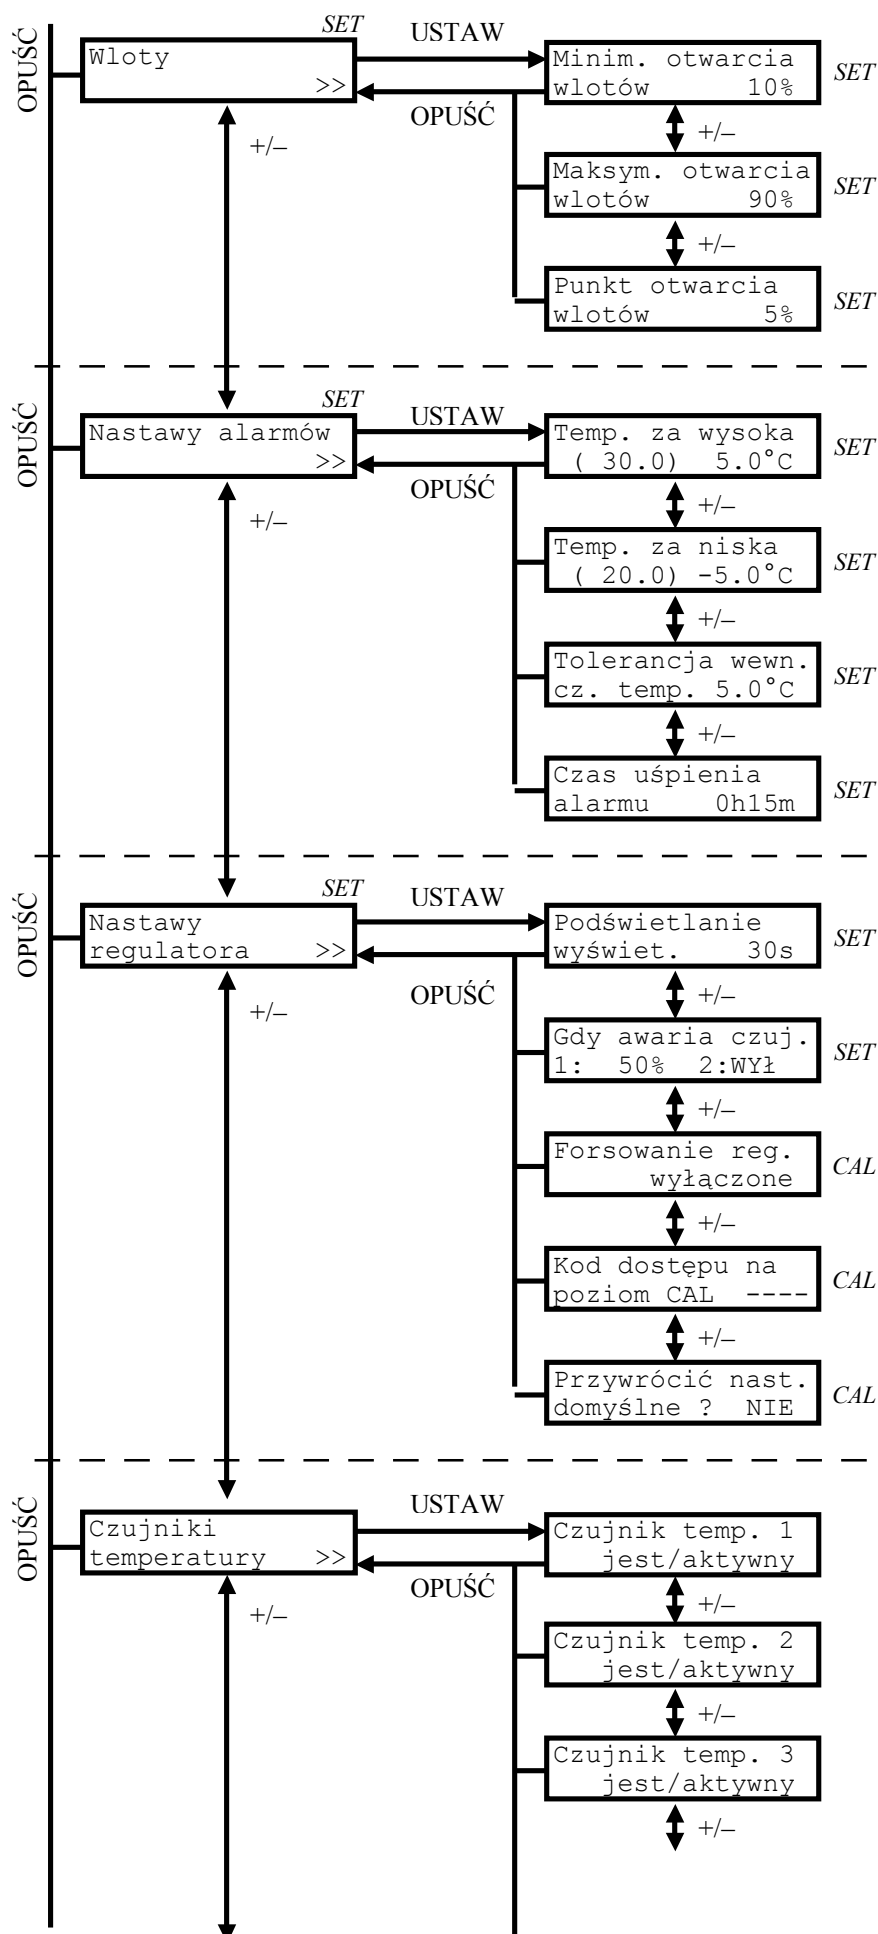 OPUŚĆ
SET
USTAW
Wloty
>>
OPUŚĆ
+/–
Minim. otwarcia
wlotów 10%
SET
+/–
Maksym. otwarcia
wlotów 90%
SET
+/–
Punkt otwarcia
wlotów 5%
SET
OPUŚĆ
SET
USTAW
Nastawy alarmów
>>
OPUŚĆ
+/–
Temp. za wysoka
( 30.0) 5.0°C
SET
+/–
Temp. za niska
( 20.0) -5.0°C
SET
+/–
Tolerancja wewn.
cz. temp. 5.0°C
SET
+/–
Czas uśpienia
alarmu 0h15m
SET
OPUŚĆ
SET
USTAW
Nastawy
regulatora >>
OPUŚĆ
+/–
Podświetlanie
wyświet. 30s
SET
+/–
Gdy awaria czuj.
1: 50% 2:WYł
SET
+/–
Forsowanie reg.
wyłączone
CAL
+/–
Kod dostępu na
poziom CAL ----
CAL
+/–
Przywrócić nast.
domyślne ? NIE
CAL
OPUŚĆ
USTAW
Czujniki
temperatury >>
OPUŚĆ
+/–
Czujnik temp. 1
jest/aktywny
+/–
Czujnik temp. 2
jest/aktywny
+/–
Czujnik temp. 3
jest/aktywny
+/–